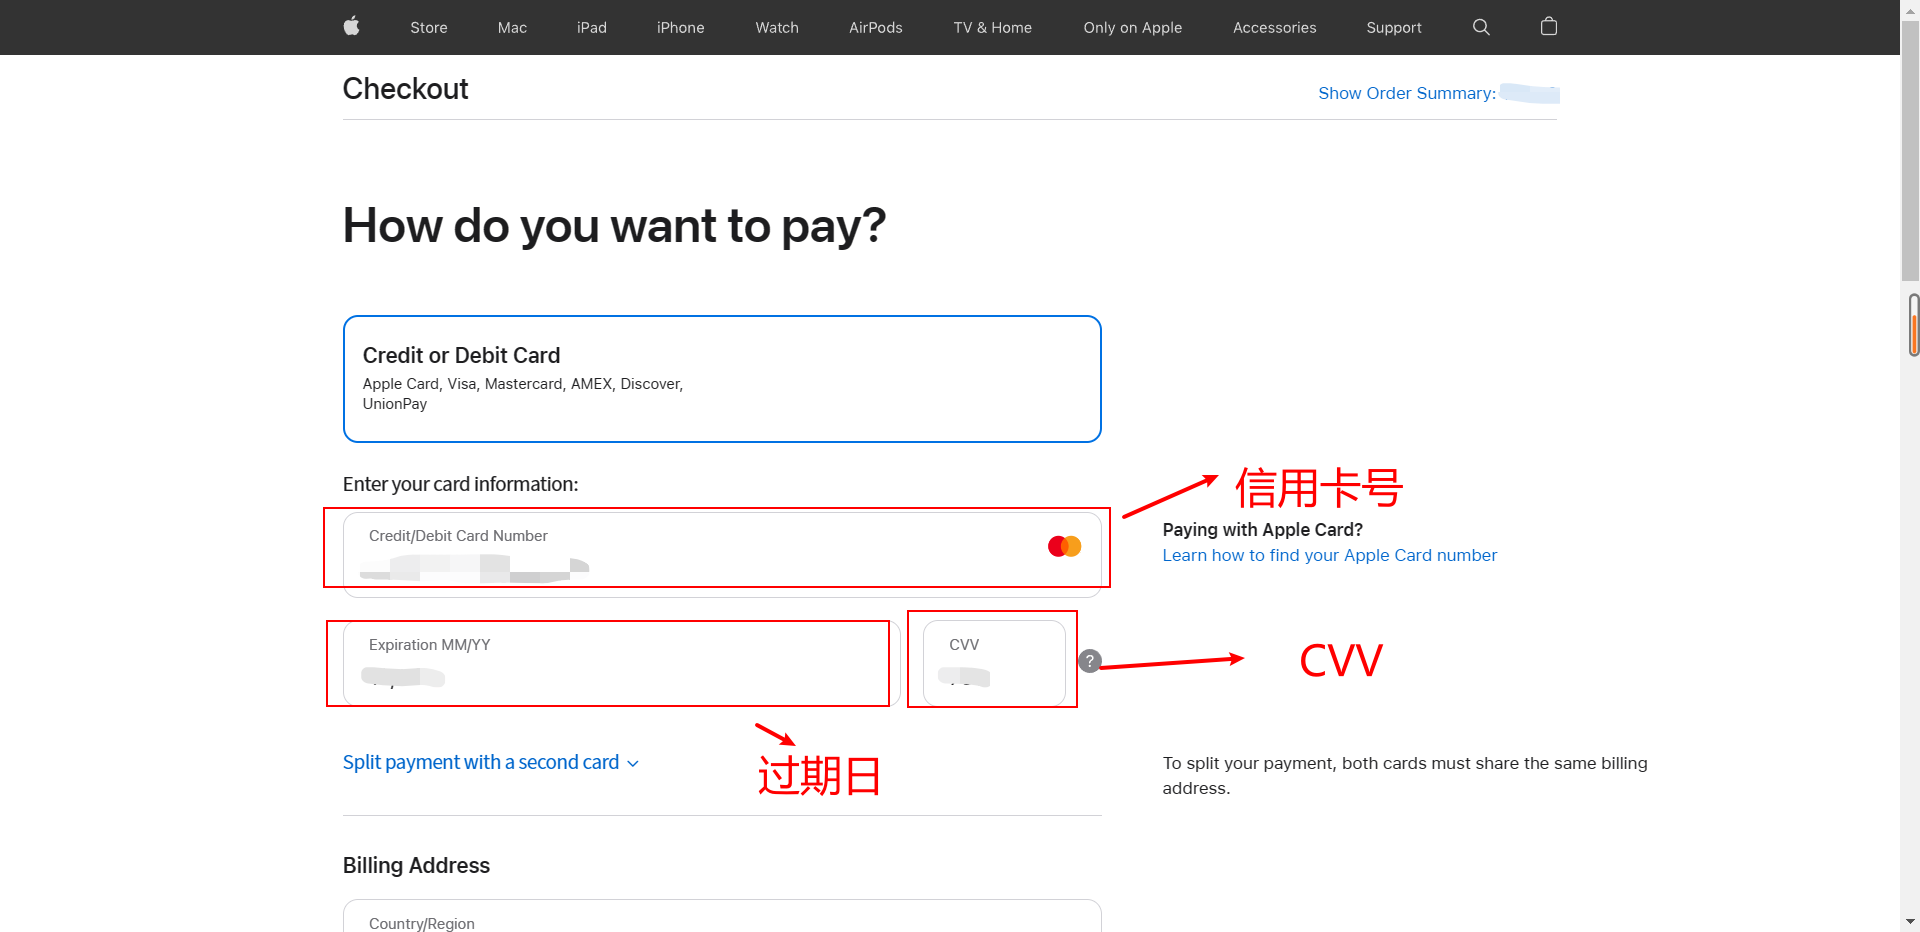 Store Mac iPad iPhone Watch AirPods TV & Home Only on Apple Accessories Support
Checkout
Show Order Summary:
How do you want to pay?
Credit or Debit Card
Apple Card, Visa, Mastercard, AMEX, Discover,
UnionPay
Enter your card information:
信用卡号
Credit/Debit Card Number
Paying with Apple Card?
Learn how to find your Apple Card number
Expiration MM/YY
CVV
?
CVV
Split payment with a second card
过期日
To split your payment, both cards must share the same billing
address.
Billing Address
Country/Region